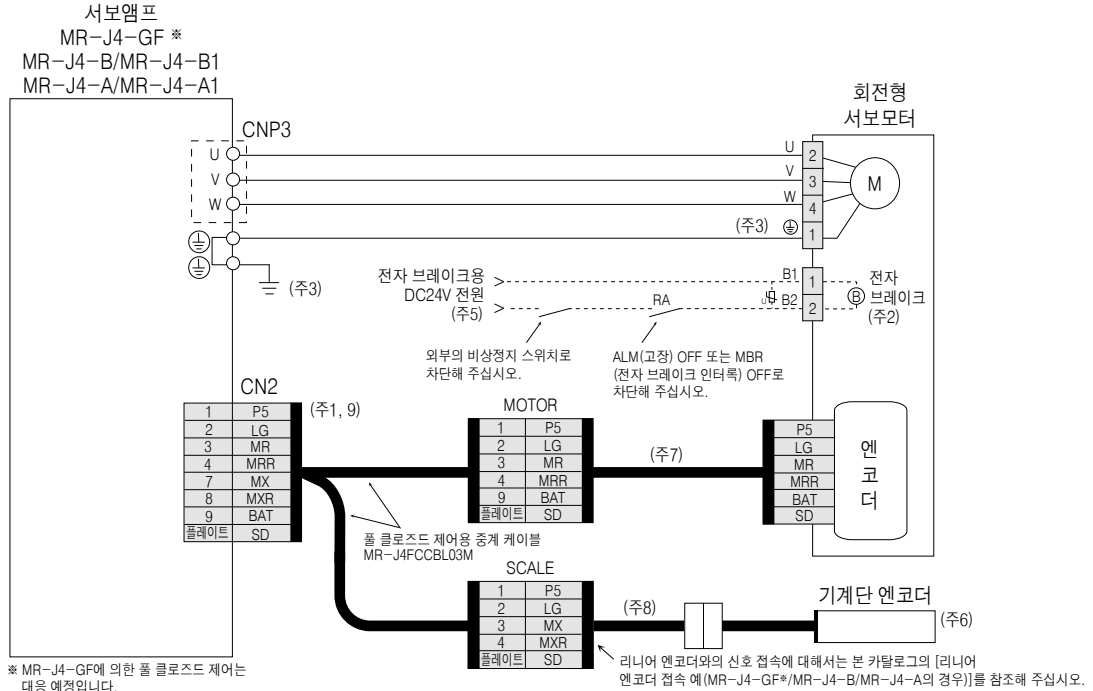 서보앰프
MR-J4-GF ※
MR-J4-B/MR-J4-B1
MR-J4-A/MR-J4-A1
회전형
서보모터
CNP3
U
V
W
U
V
W
2
3
4
1
M
(주3)
(주3)
전자 브레이크용
DC24V 전원
(주5)
RA
B1
B2
U
1
2
B
전자
브레이크
(주2)
외부의 비상정지 스위치로
차단해 주십시오.
ALM(고장) OFF 또는 MBR
(전자 브레이크 인터록) OFF로
차단해 주십시오.
CN2
(주1, 9)
1 P5
2 LG
3 MR
4 MRR
7 MX
8 MXR
9 BAT
플레이트 SD
MOTOR
1 P5
2 LG
3 MR
4 MRR
9 BAT
플레이트 SD
(주7)
P5
LG
MR
MRR
BAT
SD
엔코더
풀 클로즈드 제어용 중계 케이블
MR-J4FCCBL03M
SCALE
1 P5
2 LG
3 MX
4 MXR
플레이트 SD
(주8)
기계단 엔코더
(주6)
리니어 엔코더와의 신호 접속에 대해서는 본 카탈로그의 [리니어
엔코더 접속 예(MR-J4-GF※/MR-J4-B/MR-J4-A의 경우)]를 참조해 주십시오.
※ MR-J4-GF에 의한 풀 클로즈드 제어는
대응 예정입니다.